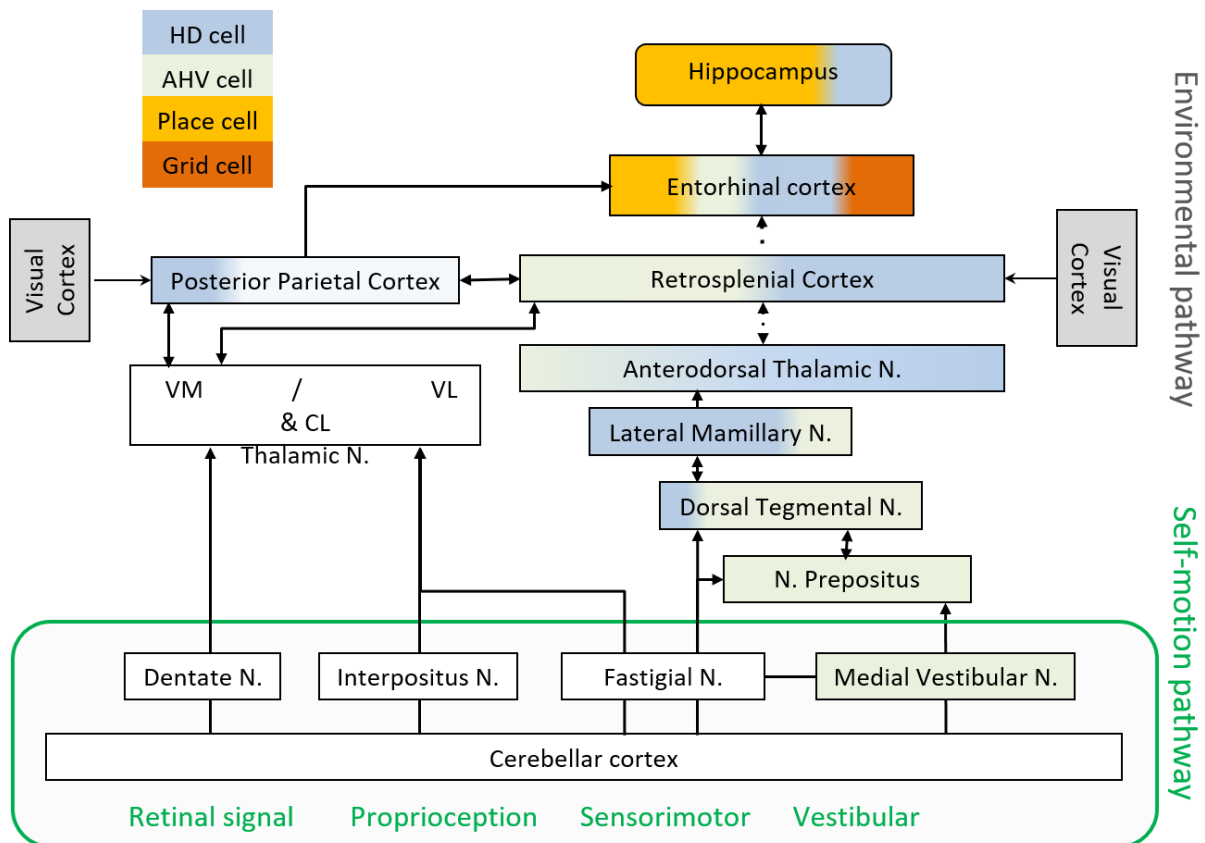 HD cell
AHV cell
Place cell
Grid cell
Hippocampus
Entorhinal cortex
Visual
Cortex
Posterior Parietal Cortex
Retrosplenial Cortex
Visual
Cortex
Environmental pathway
VM / VL
& CL
Thalamic N.
Anterodorsal Thalamic N.
Lateral Mamillary N.
Dorsal Tegmental N.
N. Prepositus
Self-motion pathway
Dentate N.
Interpositus N.
Fastigial N.
Medial Vestibular N.
Cerebellar cortex
Retinal signal
Proprioception
Sensorimotor
Vestibular